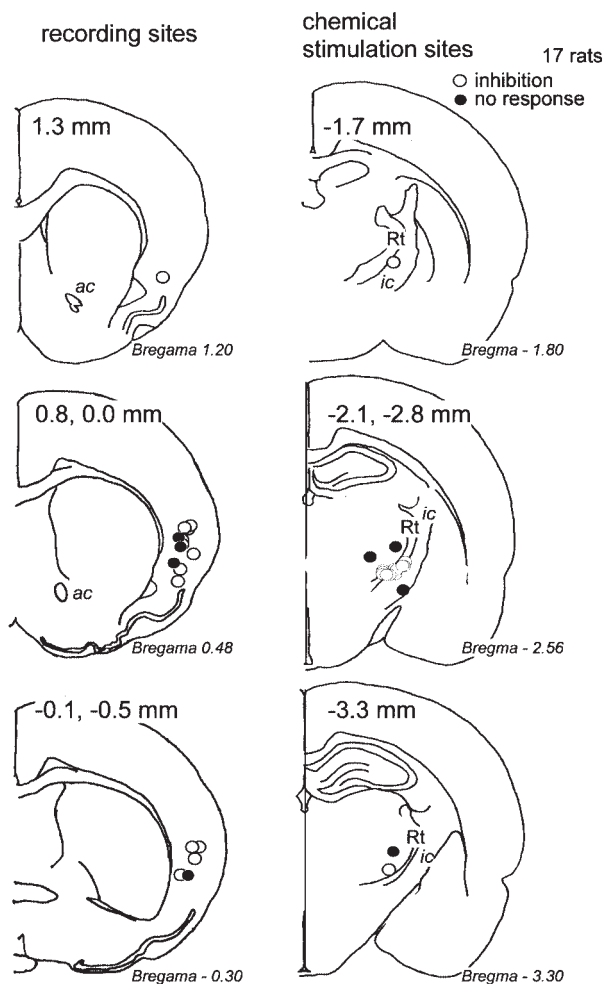 recording sites
chemical
stimulation sites
17 rats
inhibition
no response
1.3 mm
ac
Bregama 1.20
-1.7 mm
Rt
ic
Bregma - 1.80
0.8, 0.0 mm
ac
Bregama 0.48
-2.1, -2.8 mm
ic
Rt
Bregma - 2.56
-0.1, -0.5 mm
Bregama - 0.30
-3.3 mm
Rt
ic
Bregma - 3.30